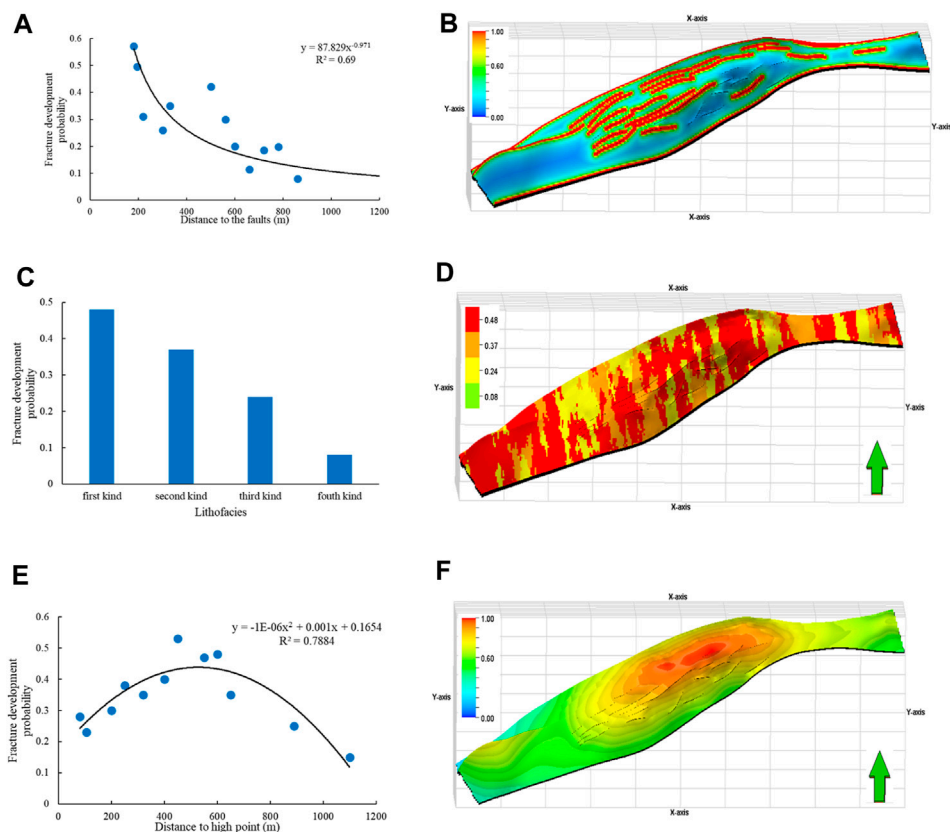 A
Fracture development
probability
0.6
0.5
0.4
0.3
0.2
0.1
0
y = 87.829x^-0.971
R² = 0.69
0 200 400 600 800 1000 1200
Distance to the faults (m)
B
X-axis
1.00
0.00
Y-axis
Y-axis
X-axis
C
Fracture development
probability
0.5
0.4
0.3
0.2
0.1
0
first kind second kind third kind fouth kind
Lithofacies
D
X-axis
0.48
0.37
0.24
0.08
Y-axis
Y-axis
X-axis
E
Fracture development
probability
0.6
0.5
0.4
0.3
0.2
0.1
0
y = -1E-06x² + 0.001x + 0.1654
R² = 0.7884
0 200 400 600 800 1000 1200
Distance to high point (m)
F
X-axis
1.00
0.60
0.00
Y-axis
Y-axis
X-axis